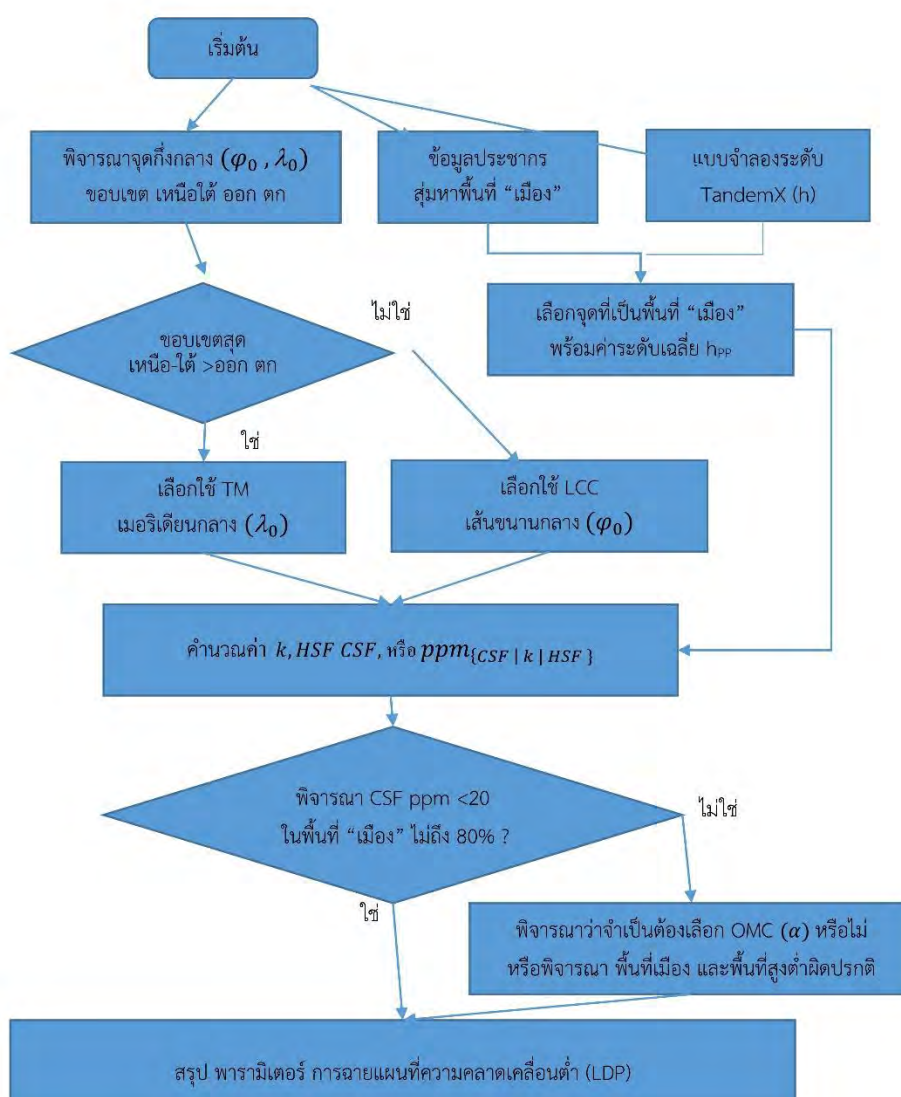 เริ่มต้น
พิจารณาจุดกึ่งกลาง (φ₀ , λ₀)
ขอบเขต เหนือใต้ ออก ตก
ข้อมูลประชากร
สุ่มหาพื้นที่ “เมือง”
แบบจำลองระดับ
TandemX (h)
เลือกจุดที่เป็นพื้นที่ “เมือง”
พร้อมค่าระดับเฉลี่ย hPP
ไม่ใช่
ขอบเขตสุด
เหนือ-ใต้ >ออก ตก
ใช่
เลือกใช้ TM
เมอริเดียนกลาง (λ₀)
เลือกใช้ LCC
เส้นขนานกลาง (φ₀)
คำนวณค่า k, HSF CSF, หรือ ppm{CSF | k | HSF }
พิจารณา CSF ppm <20
ในพื้นที่ “เมือง” ไม่ถึง 80% ?
ไม่ใช่
ใช่
พิจารณาว่าจำเป็นต้องเลือก OMC (α) หรือไม่
หรือพิจารณา พื้นที่เมือง และพื้นที่สูงต่ำผิดปรกติ
สรุป พารามิเตอร์ การฉายแผนที่ความคลาดเคลื่อนต่ำ (LDP)